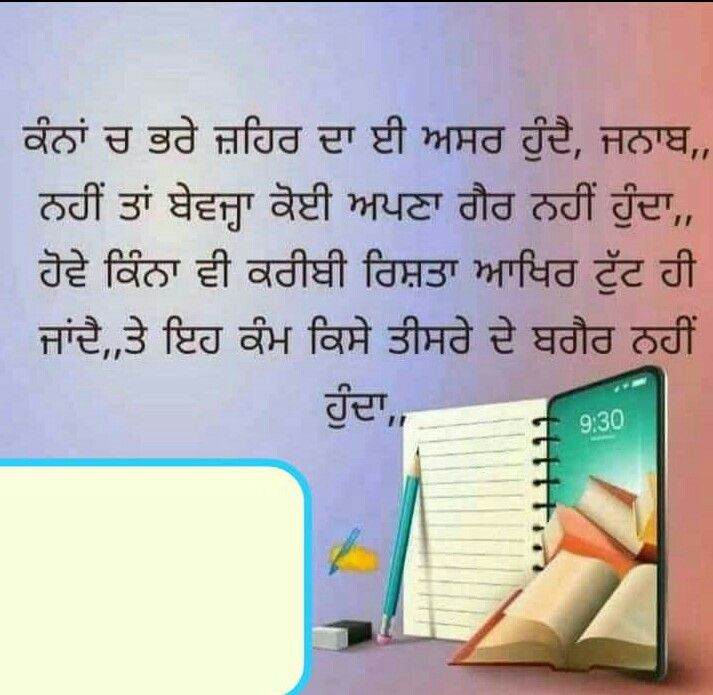 ਕੰਨਾਂ ਚ ਭਰੇ ਜ਼ਹਿਰ ਦਾ ਈ ਅਸਰ ਹੁੰਦੈ, ਜਨਾਬ,,
ਨਹੀਂ ਤਾਂ ਬੇਵਜ੍ਹਾ ਕੋਈ ਅਪਣਾ ਗੈਰ ਨਹੀਂ ਹੁੰਦਾ,,
ਹੋਵੇ ਕਿੰਨਾ ਵੀ ਕਰੀਬੀ ਰਿਸ਼ਤਾ ਆਖਿਰ ਟੁੱਟ ਹੀ
ਜਾਂਦੈ,,ਤੇ ਇਹ ਕੰਮ ਕਿਸੇ ਤੀਸਰੇ ਦੇ ਬਗੈਰ ਨਹੀਂ
ਹੁੰਦਾ,,
9:30